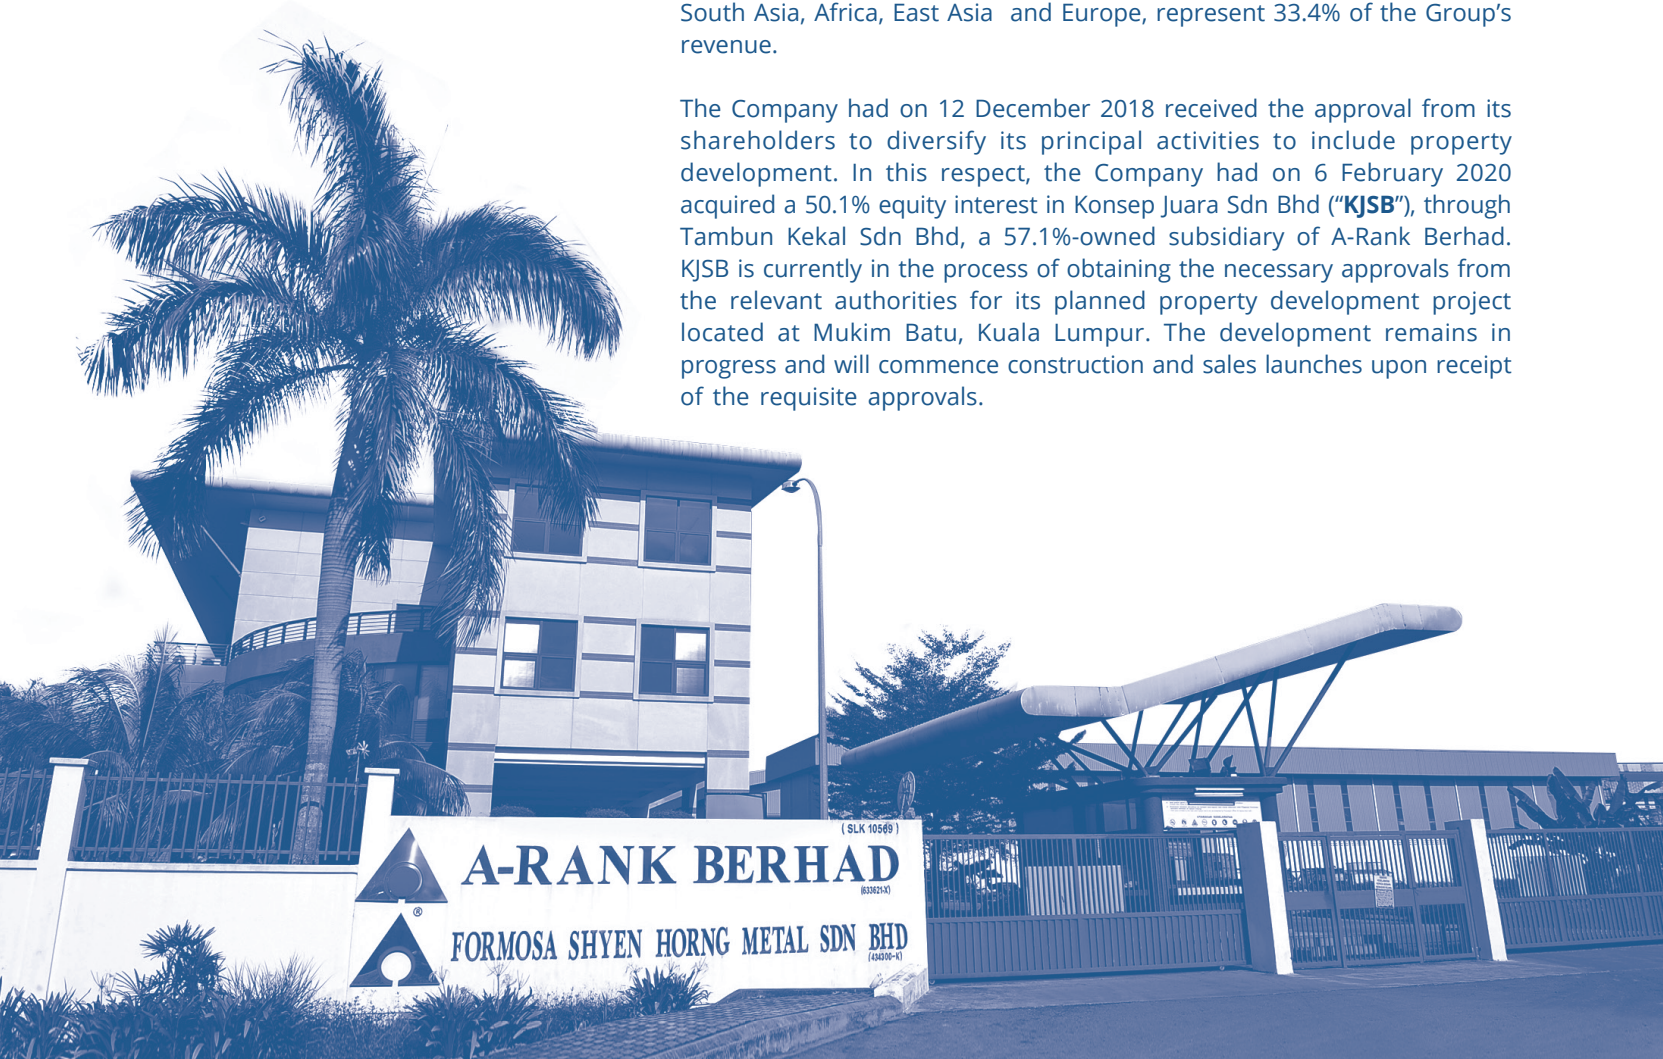 South Asia, Africa, East Asia and Europe, represent 33.4% of the Group’s
revenue.
The Company had on 12 December 2018 received the approval from its
shareholders to diversify its principal activities to include property
development. In this respect, the Company had on 6 February 2020
acquired a 50.1% equity interest in Konsep Juara Sdn Bhd (“KJSB”), through
Tambun Kekal Sdn Bhd, a 57.1%-owned subsidiary of A-Rank Berhad.
KJSB is currently in the process of obtaining the necessary approvals from
the relevant authorities for its planned property development project
located at Mukim Batu, Kuala Lumpur. The development remains in
progress and will commence construction and sales launches upon receipt
of the requisite approvals.
( SLK 10569 )
A-RANK BERHAD
(633621-X)
®
FORMOSA SHYEN HORNG METAL SDN BHD
(434300-K)